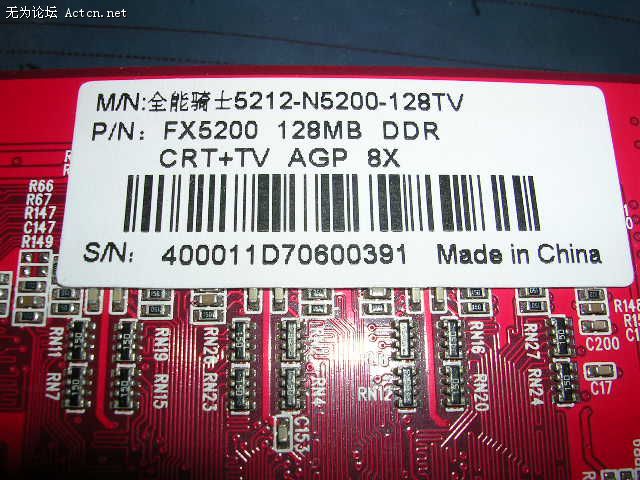 无为论坛 Actcn.net
M/N:全能骑士5212-N5200-128TV
P/N: FX5200 128MB DDR
CRT+TV AGP 8X
S/N: 400011D70600391 Made in China
R66
R67
R147
C147
R149
R148
C200
RN11
RN19
RN16
RN27
RN7
RN15
RN23
RN4
RN12
RN20
RN24
C17
C153